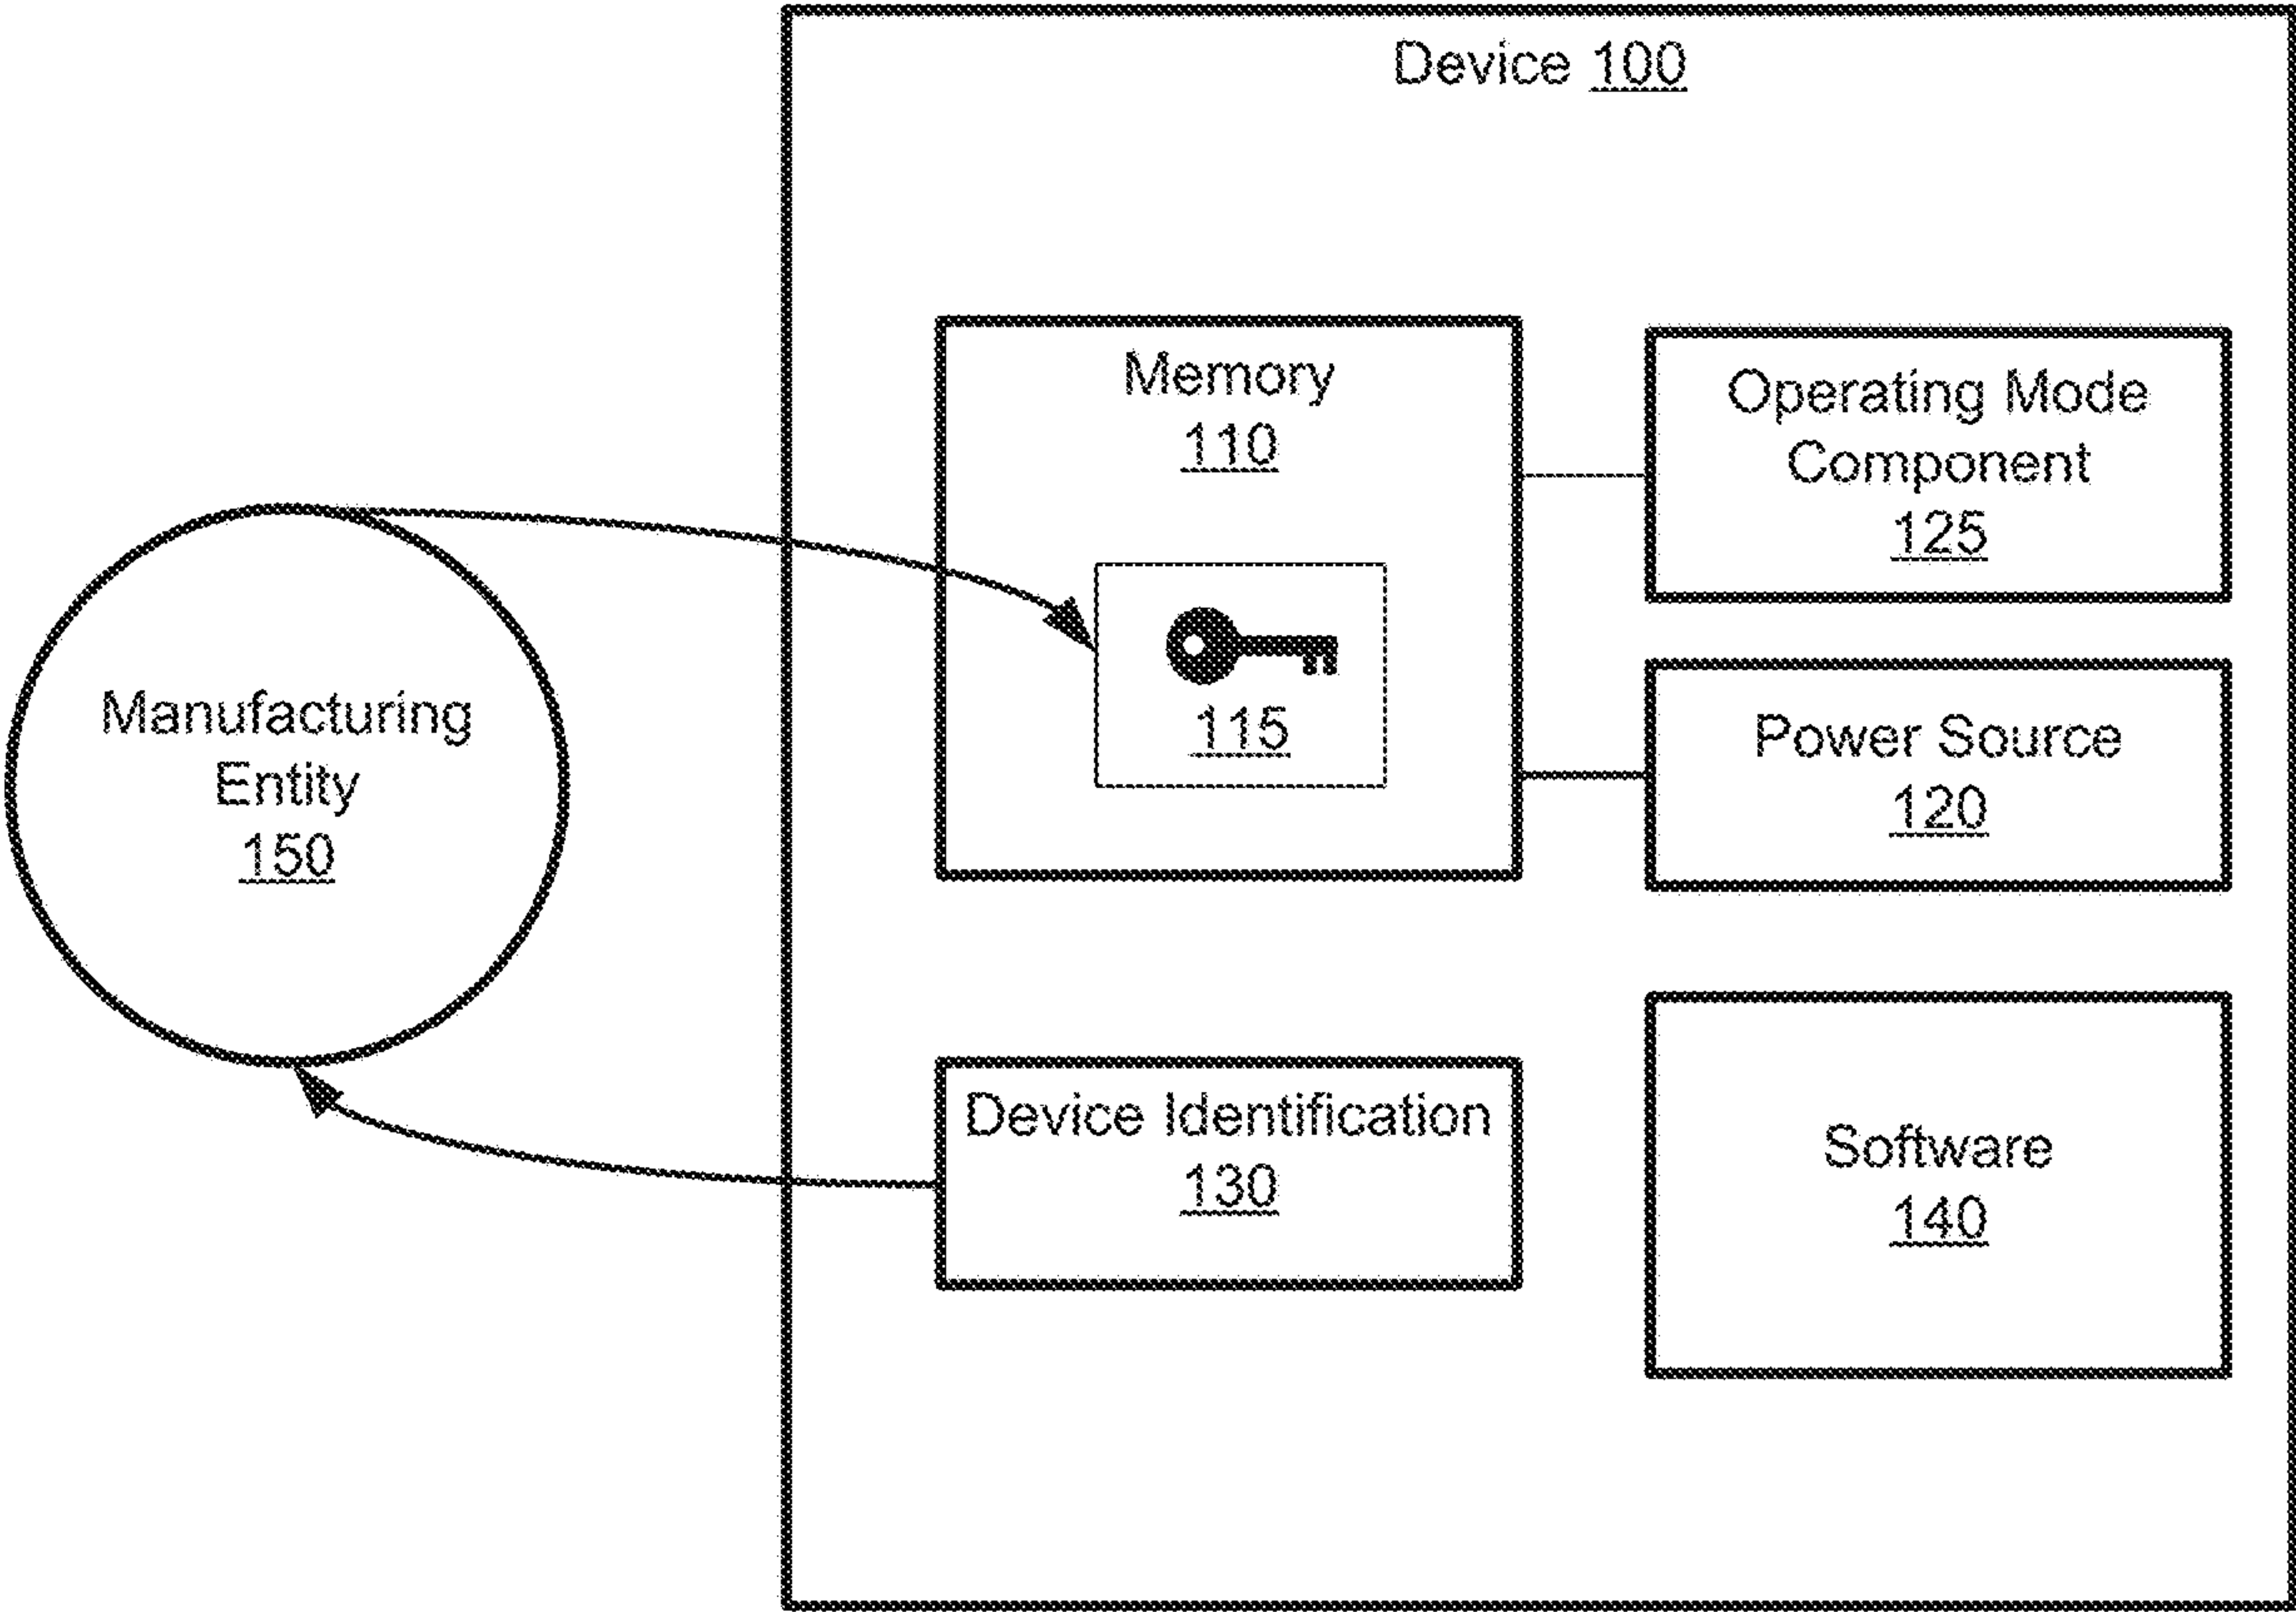 Device 100
Memory
110
115
Operating Mode
Component
125
Power Source
120
Manufacturing
Entity
150
Device Identification
130
Software
140